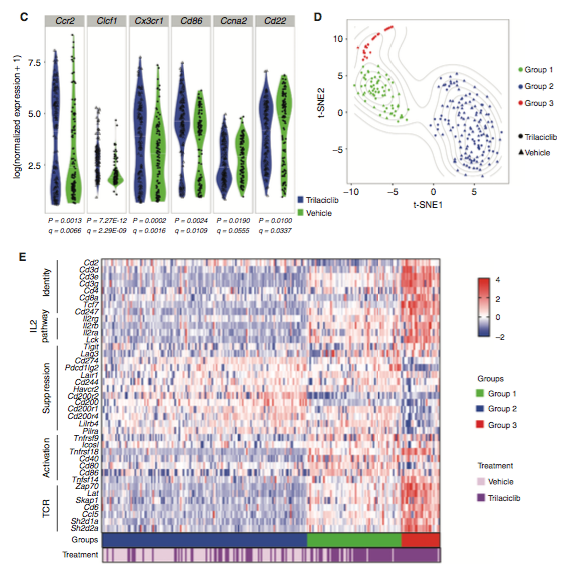 C
Ccr2 Clcf1 Cx3cr1 Cd86 Ccna2 Cd22
log(normalized expression+ 1)
7.5
5.0
2.5
Trilaciclib
Vehicle
P = 0.0013 P = 7.27E-12 P = 0.0002 P = 0.0024 P = 0.0190 P = 0.0100
q = 0.0066 q = 2.29E-09 q = 0.0016 q = 0.0109 q = 0.0555 q = 0.0337
D
t-SNE2
10
5
0
−5
−10 −5 0 5
t-SNE1
Group 1
Group 2
Group 3
Trilaciclib
Vehicle
E
Identity
IL2
pathway
Suppression
Activation
TCR
Cd2
Cd3d
Cd3e
Cd3g
Cd4
Cd8a
Tcf7
Cd247
Il2rg
Il2rb
Il2ra
Lck
Tigit
Lag3
Cd274
Pdcd1lg2
Lair1
Cd244
Havcr2
Cd200r2
Cd200
Cd200r1
Cd200r4
Lilrb4
Pilra
Tnfrsf9
Icosl
Tnfrsf18
Cd40
Cd80
Cd86
Tnfsf14
Zap70
Lat
Skap1
Cd6
Ccl5
Sh2d1a
Sh2d2a
Groups
Treatment
4
2
0
−2
Groups
Group 1
Group 2
Group 3
Treatment
Vehicle
Trilaciclib